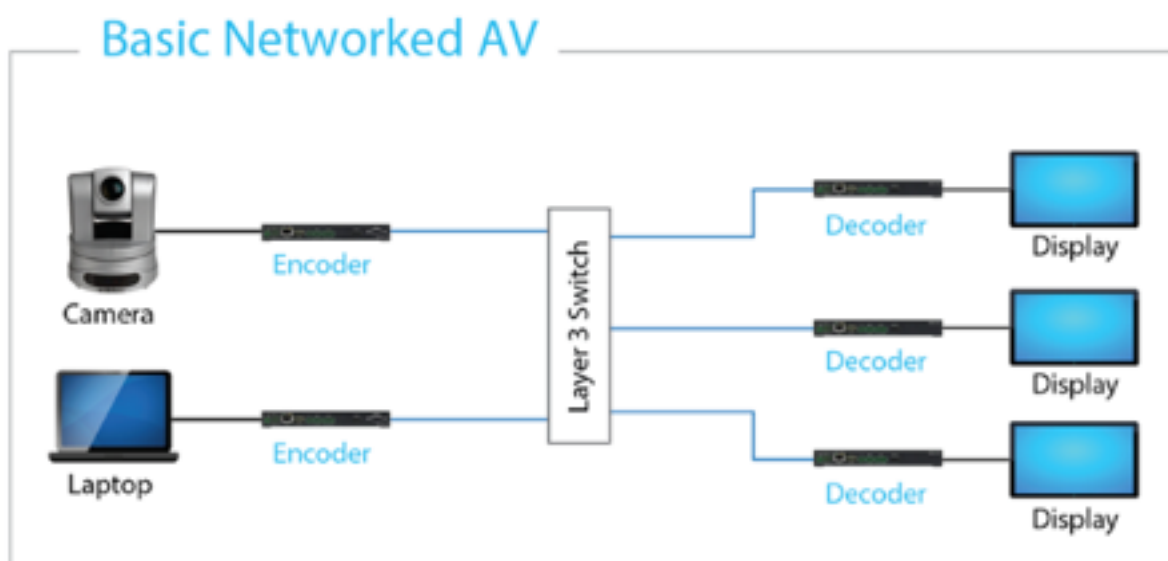 Basic Networked AV
Camera
Encoder
Laptop
Encoder
Layer 3 Switch
Decoder
Display
Decoder
Display
Decoder
Display